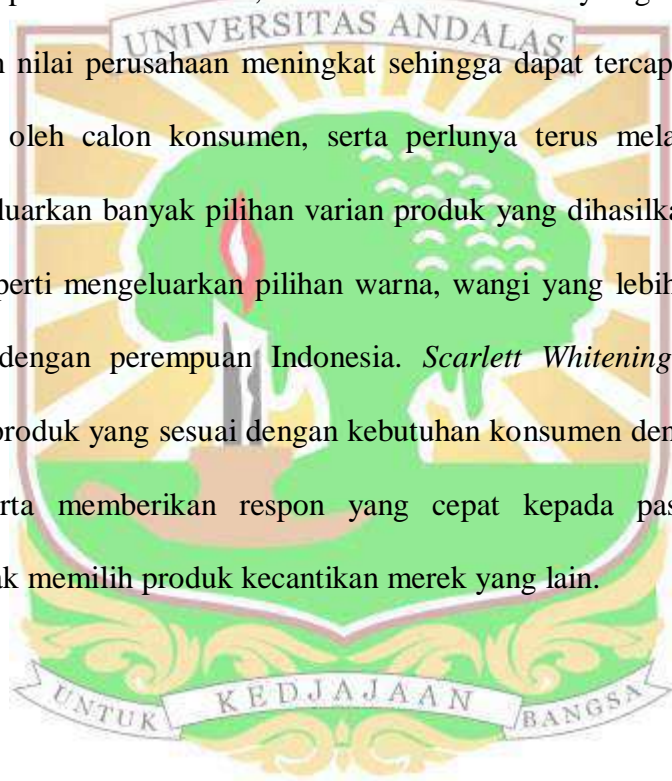 UNIVERSITAS ANDALAS
nilai perusahaan meningkat sehingga dapat tercap
oleh calon konsumen, serta perlunya terus mela
luarkan banyak pilihan varian produk yang dihasilka
perti mengeluarkan pilihan warna, wangi yang lebih
dengan perempuan Indonesia. Scarlett Whitening
produk yang sesuai dengan kebutuhan konsumen den
rta memberikan respon yang cepat kepada pas
ak memilih produk kecantikan merek yang lain.
UNTUK KEDJAJAAN BANGSA